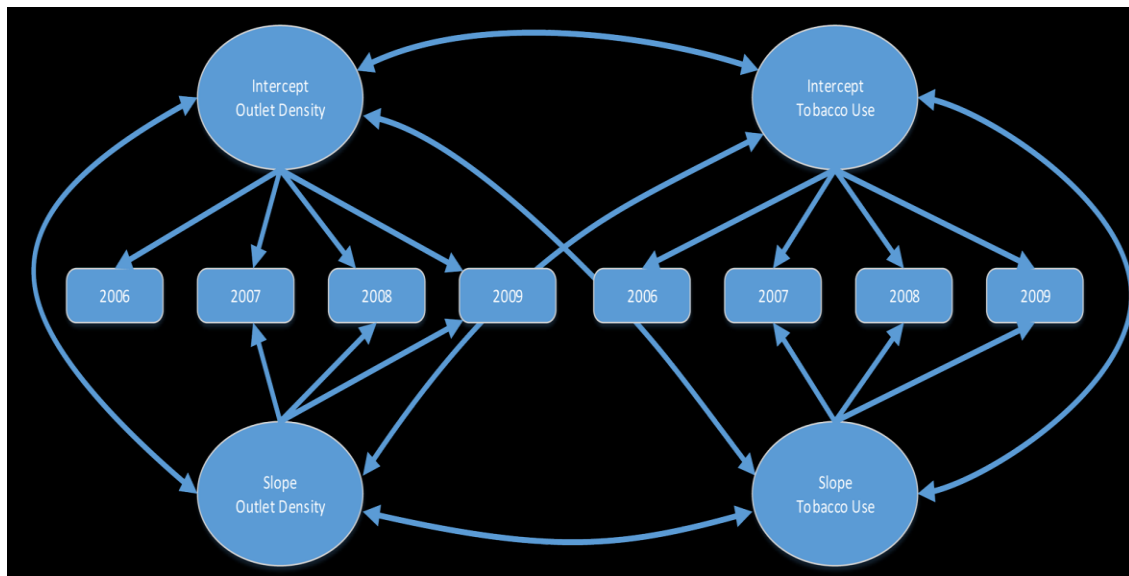 Intercept
Outlet Density
Intercept
Tobacco Use
2006
2007
2008
2009
2006
2007
2008
2009
Slope
Outlet Density
Slope
Tobacco Use